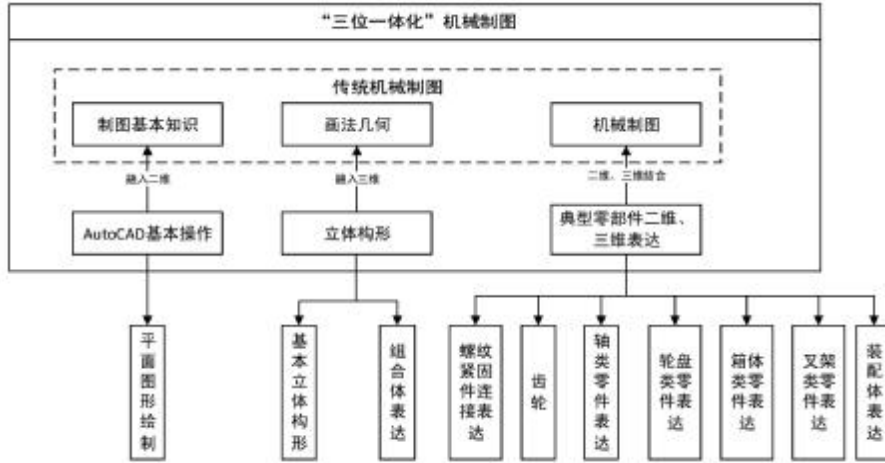 “三位一体化”机械制图
传统机械制图
制图基本知识
画法几何
机械制图
融入二维
融入三维
二维、三维结合
AutoCAD基本操作
立体构形
典型零部件二维、
三维表达
平面图形绘制
基本立体构形
组合体表达
螺纹
紧固
件连
接表
达
齿轮
轴类零件表达
轮盘
类零
件表
达
箱体
类零
件表
达
叉架
类零
件表
达
装配体表达